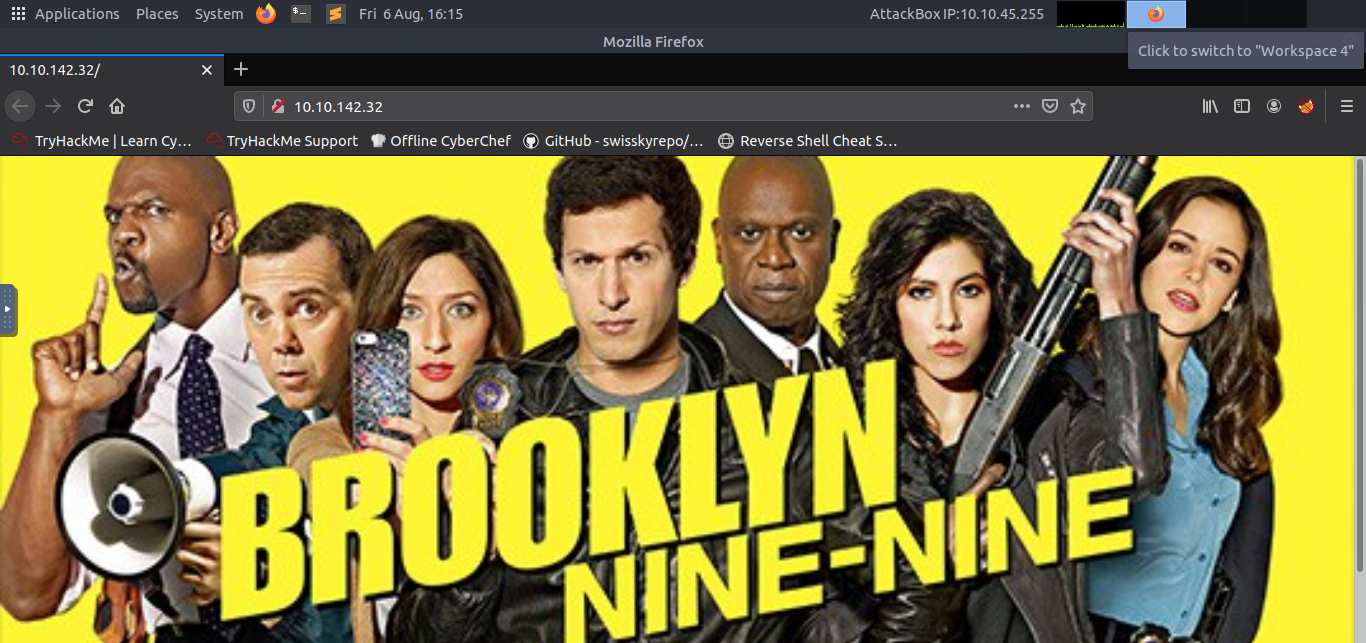 Applications Places System Fri 6 Aug, 16:15 AttackBox IP:10.10.45.255
Mozilla Firefox
Click to switch to "Workspace 4"
10.10.142.32/
10.10.142.32
TryHackMe | Learn Cy… TryHackMe Support Offline CyberChef GitHub - swisskyrepo/… Reverse Shell Cheat S…
BROOKLYN
NINE-NINE